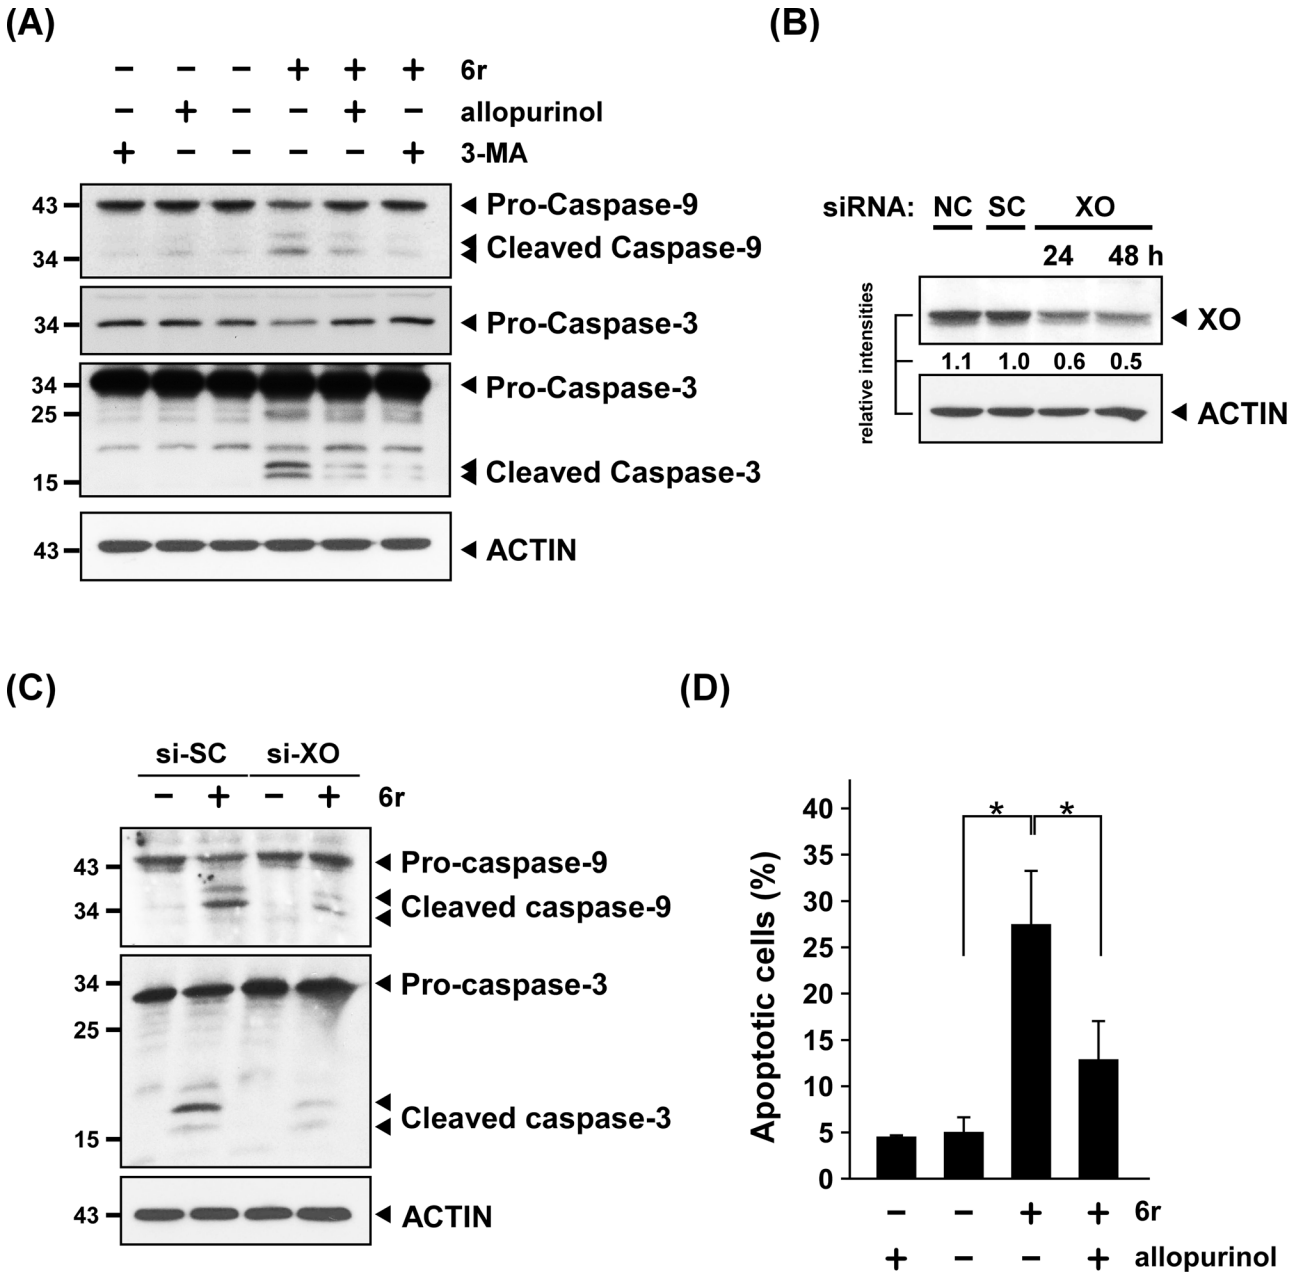 (A)
− − − + + + 6r
− + − − + − allopurinol
+ − − − − + 3-MA
43 Pro-Caspase-9
34 Cleaved Caspase-9
34 Pro-Caspase-3
34 Pro-Caspase-3
25
15 Cleaved Caspase-3
43 ACTIN
(B)
siRNA: NC SC XO
24 48 h
XO
relative intensities
1.1 1.0 0.6 0.5
ACTIN
(C)
si-SC si-XO
− + − + 6r
43 Pro-caspase-9
34 Cleaved caspase-9
34 Pro-caspase-3
25
Cleaved caspase-3
15
43 ACTIN
(D)
Apoptotic cells (%)
40
35
30
25
20
15
10
5
0
* *
− − + + 6r
+ − − + allopurinol